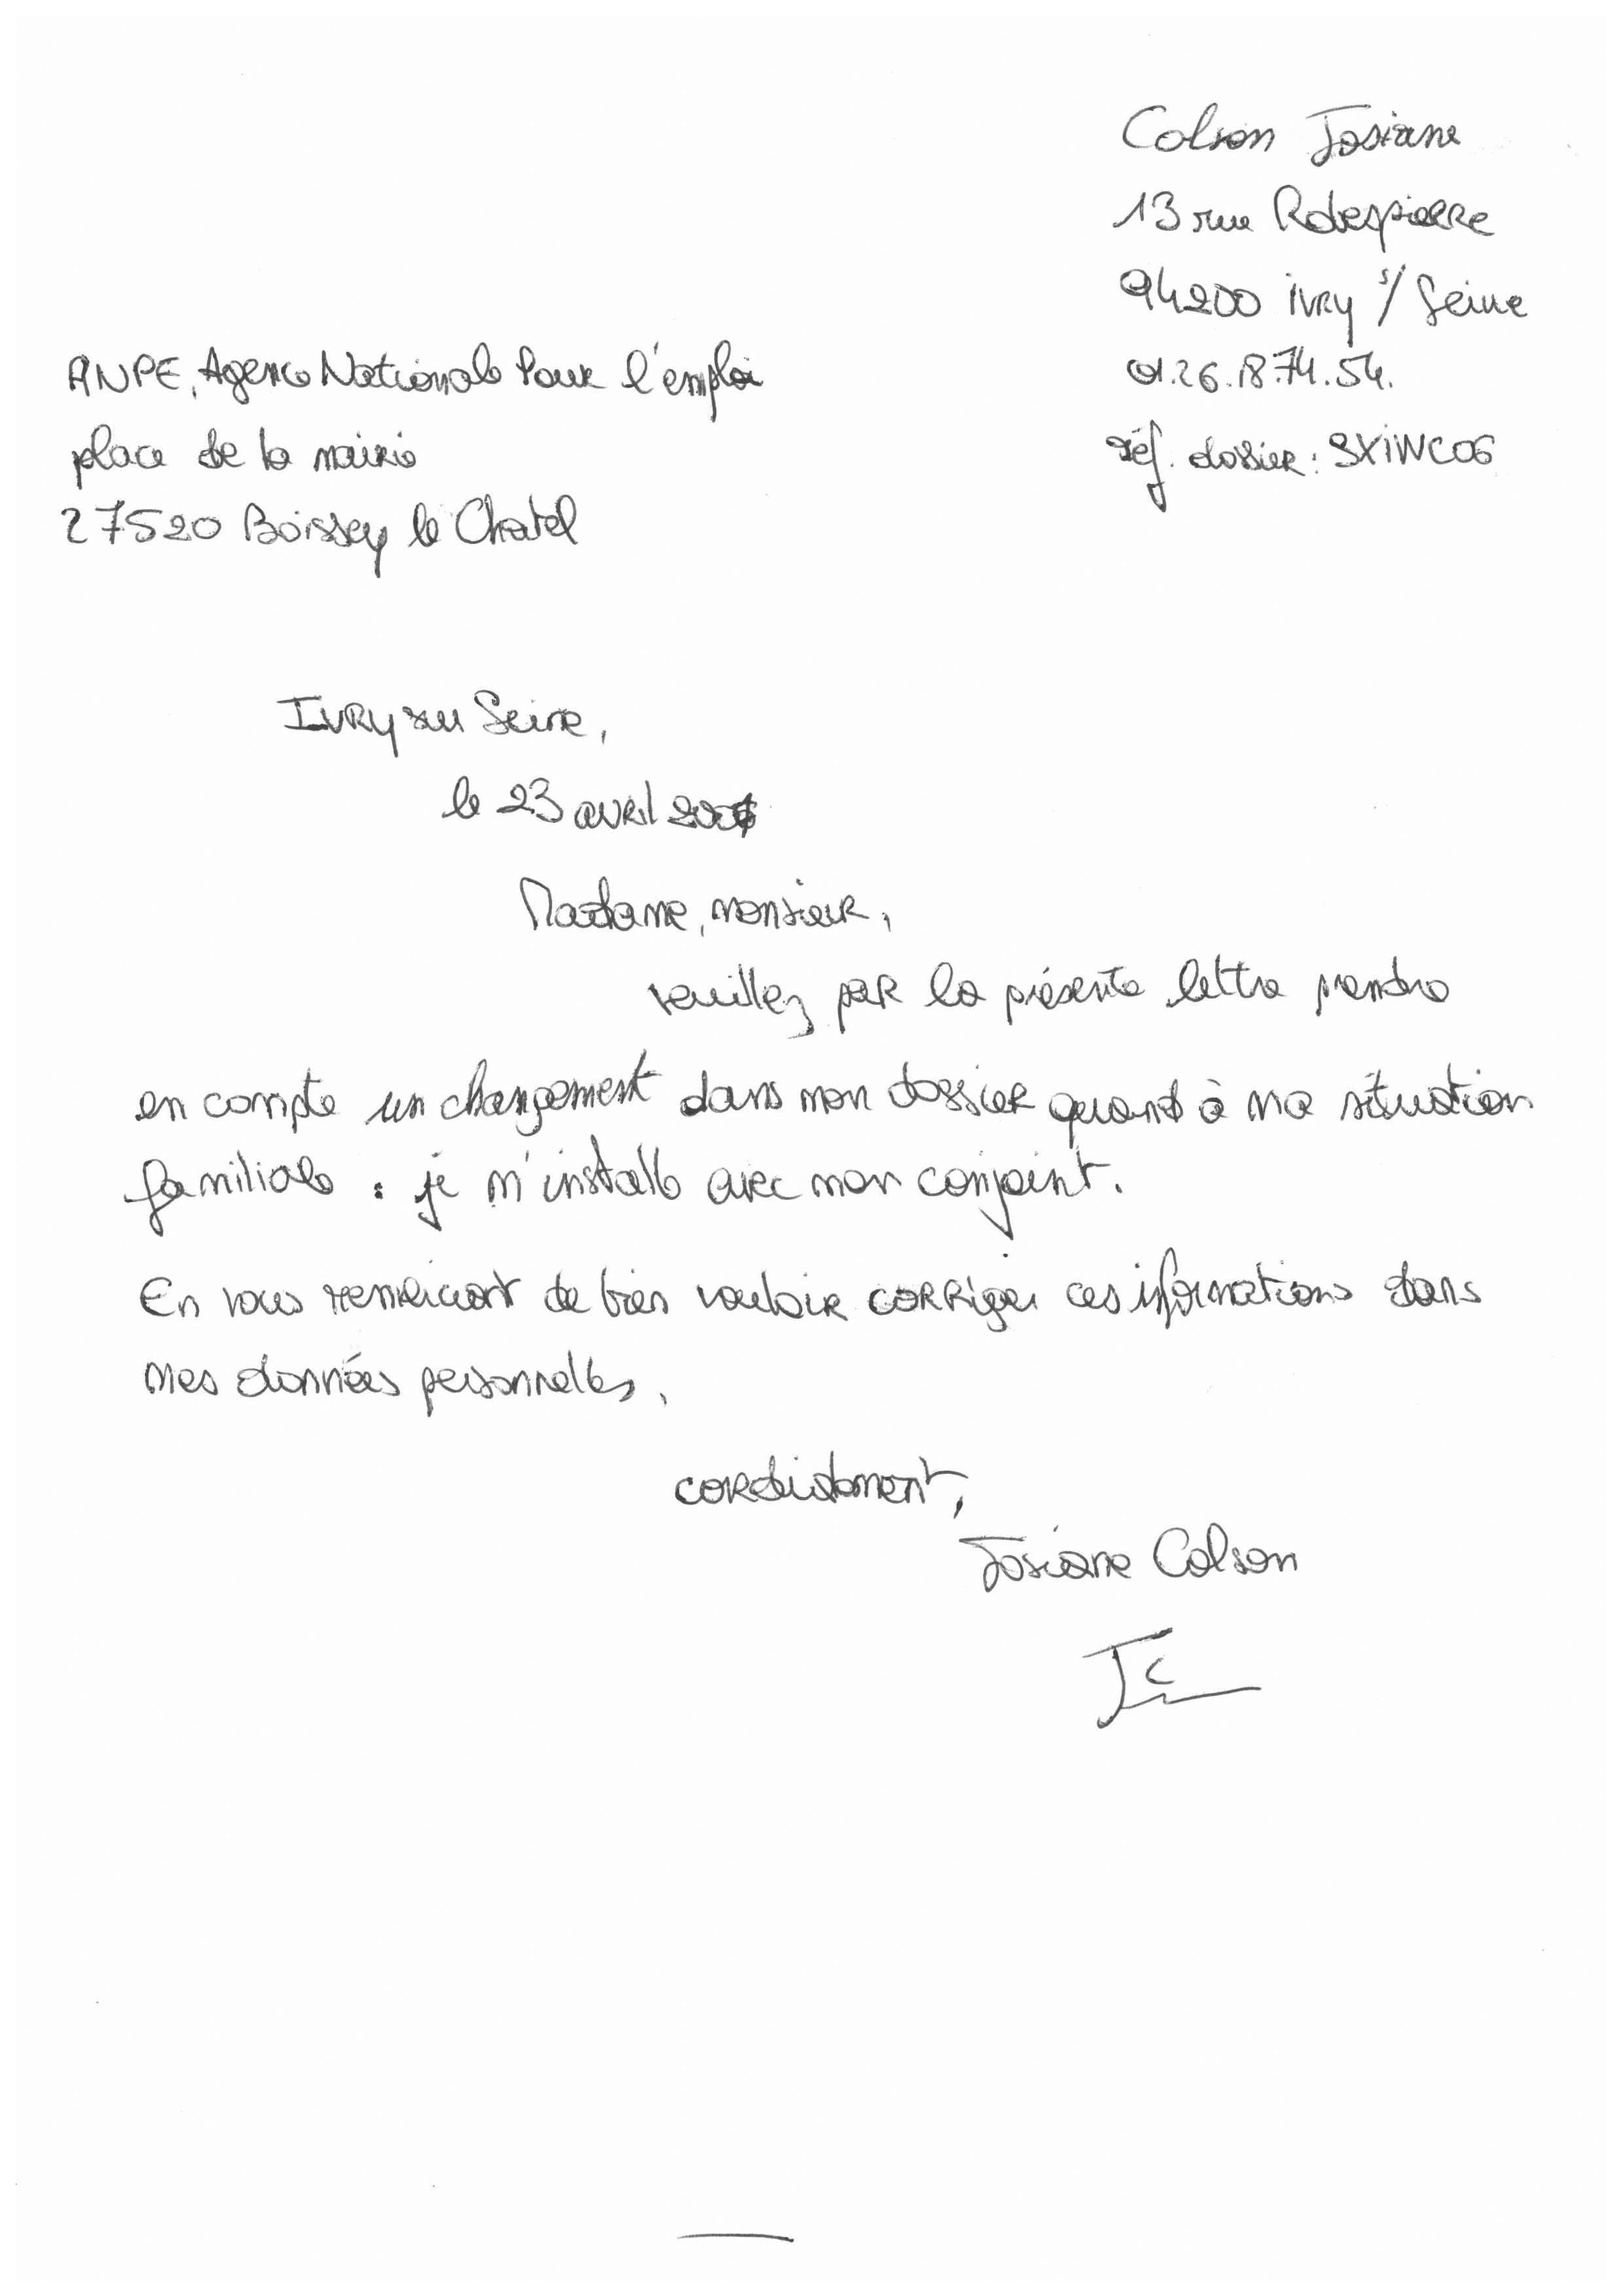 Colson Josiane
13 rue Robespierre
94200 ivry s/ Seine
01.26.18.74.54.
réf. dossier : SXIWC06
ANPE, Agence Nationale Pour l'emploi
place de la mairie
27520 Boissey le Chatel
Ivry sur Seine,
le 23 avril
Madame, monsieur,
veuillez par la présente lettre prendre
en compte un changement dans mon dossier quant à ma situation
familiale : je m'installe avec mon conjoint.
En vous remerciant de bien vouloir corriger ces informations dans
mes données personnelles,
cordialement,
Josiane Colson
JC